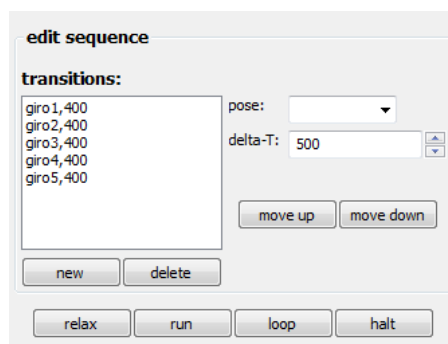 edit sequence
transitions:
giro1,400
giro2,400
giro3,400
giro4,400
giro5,400
pose:
delta-T: 500
move up move down
new delete
relax run loop halt